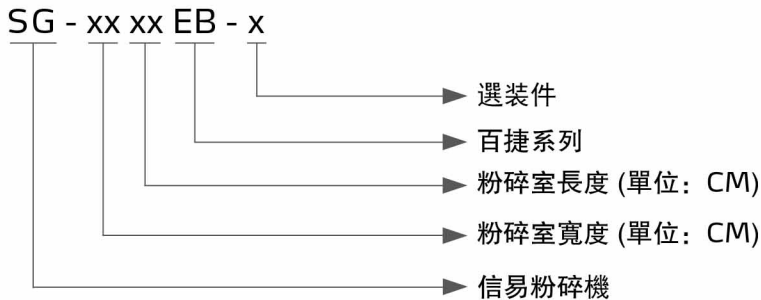 SG - xx xx EB - x
選装件
百捷系列
粉碎室長度 (單位：CM)
粉碎室寬度 (單位：CM)
信易粉碎機